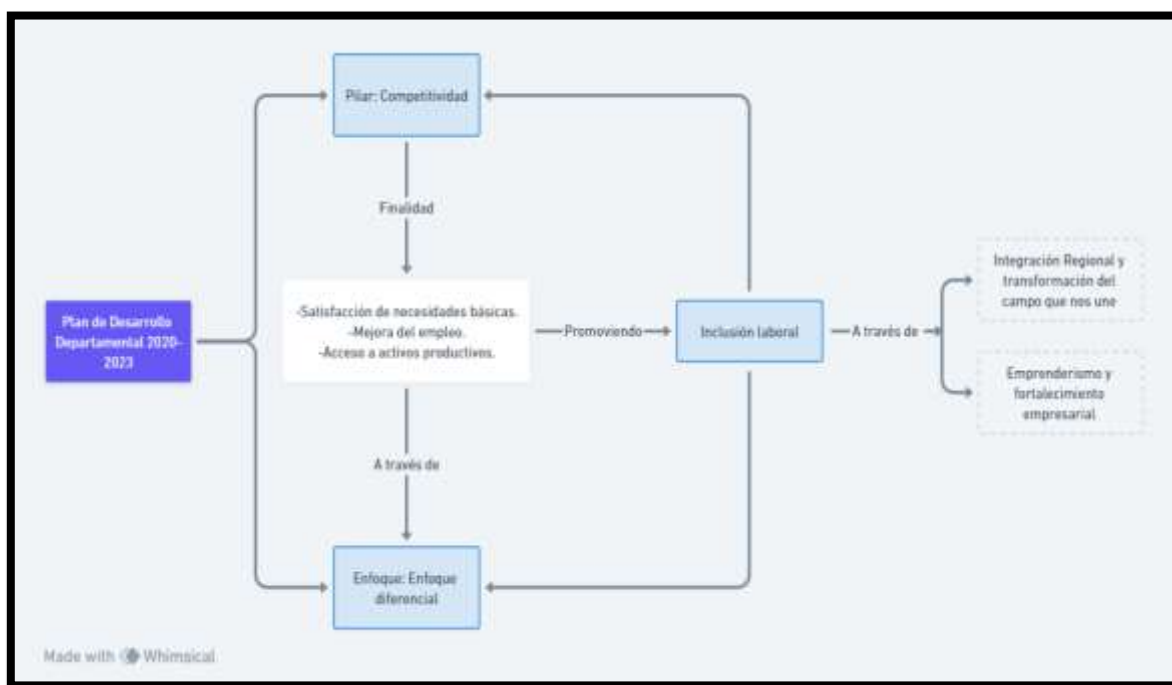 Pilar: Competitividad
Finalidad
Plan de Desarrollo
Departamental 2020-
2023
-Satisfacción de necesidades básicas.
-Mejora del empleo.
-Acceso a activos productivos.
Promoviendo
Inclusión laboral
A través de
Integración Regional y
transformación del
campo que nos une
Emprenderismo y
fortalecimiento
empresarial
A través de
Enfoque: Enfoque
diferencial
Made with Whimsical